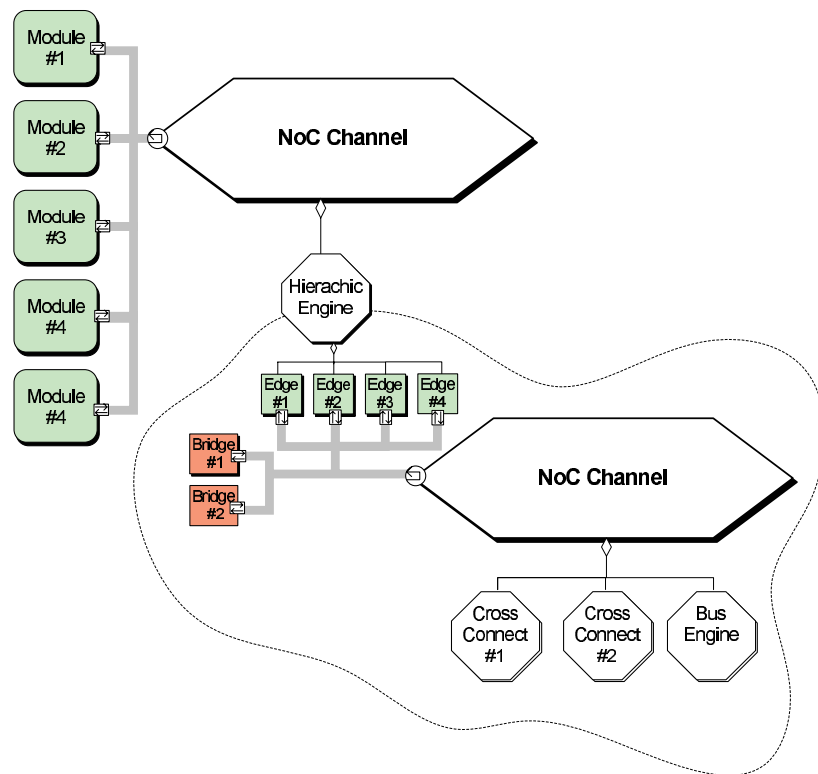 Module
#1
Module
#2
Module
#3
Module
#4
Module
#4
NoC Channel
Hierachic
Engine
Edge
#1
Edge
#2
Edge
#3
Edge
#4
Bridge
#1
Bridge
#2
NoC Channel
Cross
Connect
#1
Cross
Connect
#2
Bus
Engine